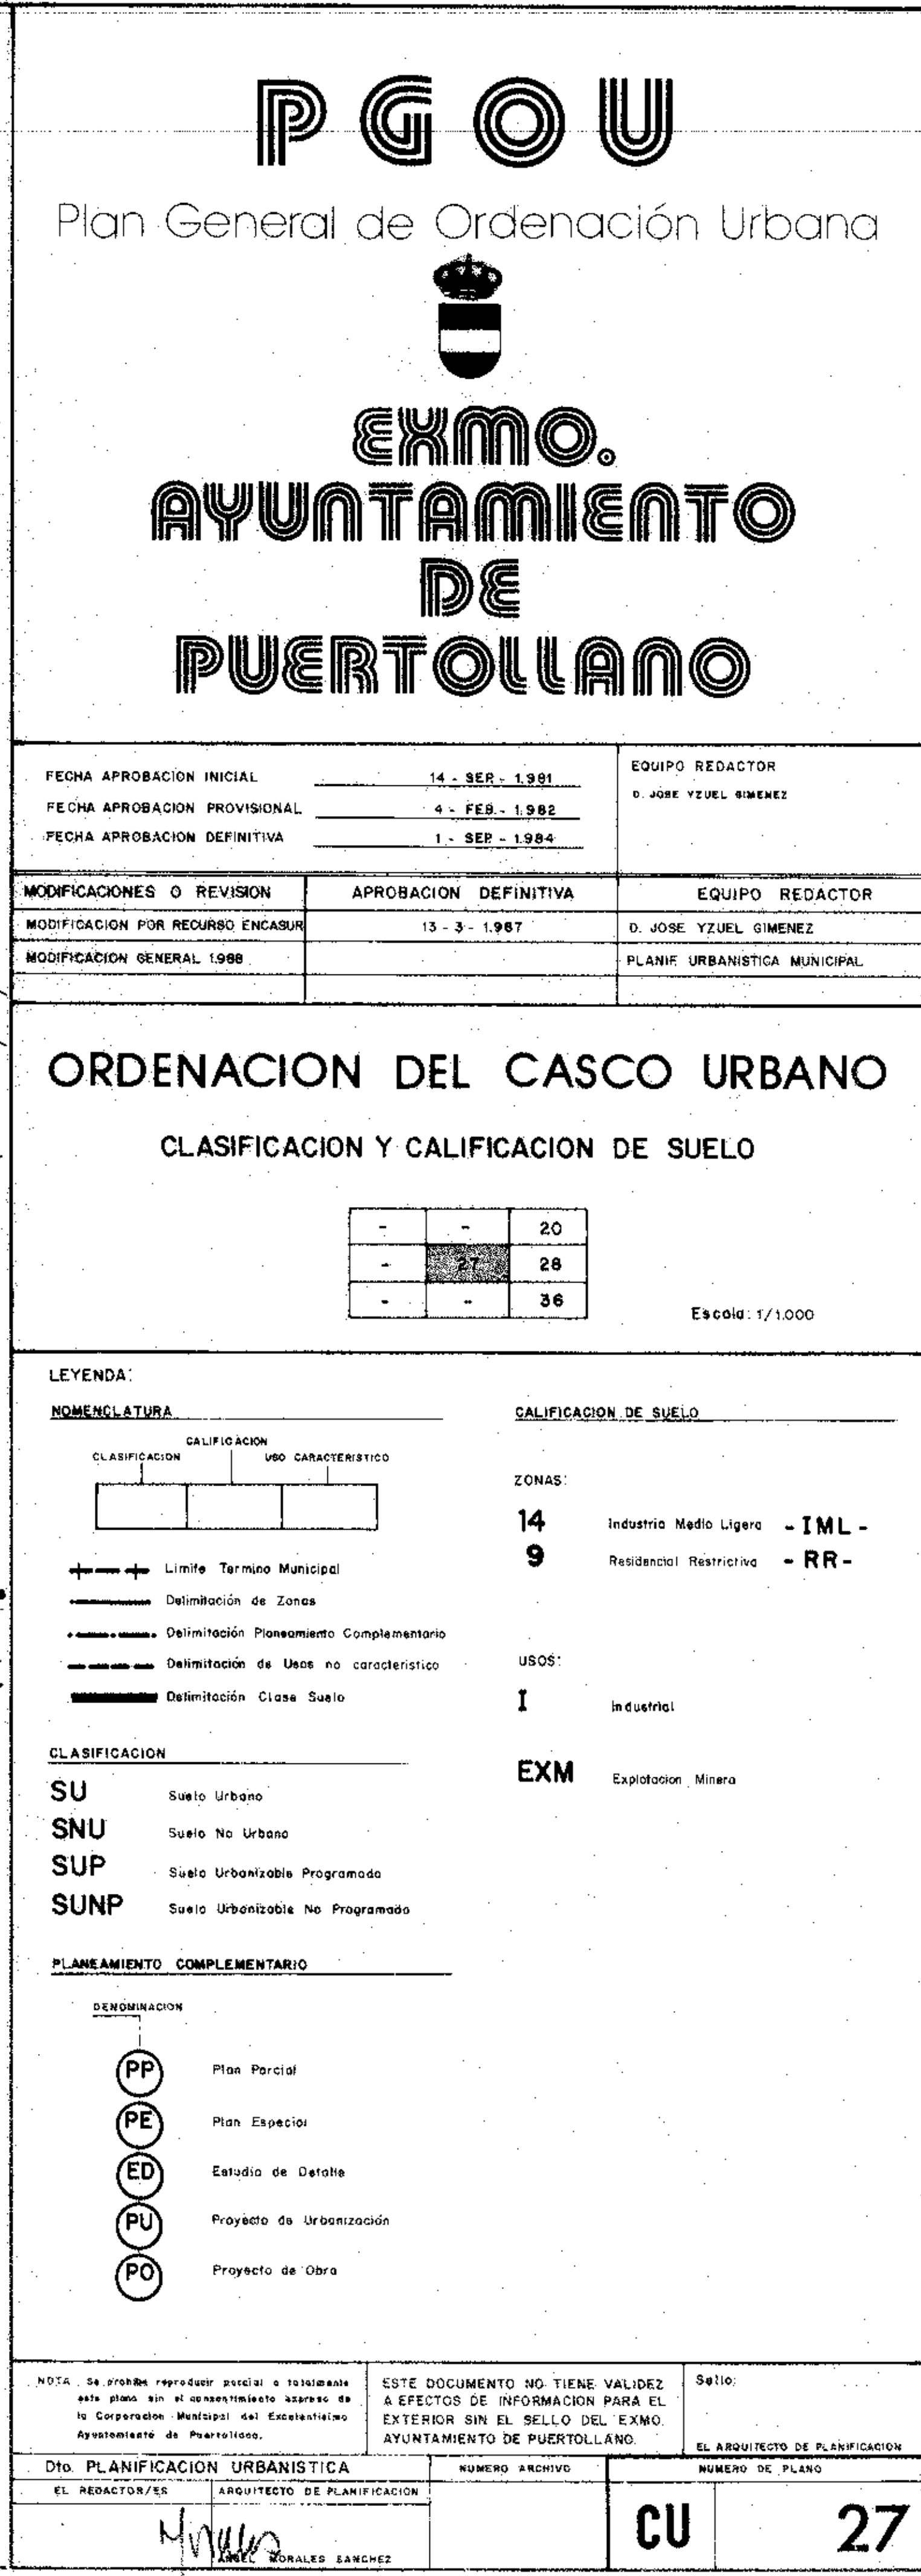 PGOU
Plan General de Ordenación Urbana
EXMO.
AYUNTAMIENTO
DE
PUERTOLLANO
FECHA APROBACION INICIAL 14 - SEP. - 1.981
FECHA APROBACION PROVISIONAL 4 - FEB. - 1.982
FECHA APROBACION DEFINITIVA 1 - SEP. - 1.984
EQUIPO REDACTOR
D. JOSE YZUEL GIMENEZ
MODIFICACIONES O REVISION APROBACION DEFINITIVA EQUIPO REDACTOR
MODIFICACION POR RECURSO ENCASUR 13 - 3 - 1.987 D. JOSE YZUEL GIMENEZ
MODIFICACION GENERAL 1.988 PLANIF. URBANISTICA MUNICIPAL
ORDENACION DEL CASCO URBANO
CLASIFICACION Y CALIFICACION DE SUELO
- - 20
- 27 28
- - 36
Escala: 1/1.000
LEYENDA:
NOMENCLATURA
CALIFICACION
CLASIFICACION USO CARACTERISTICO
Limite Termino Municipal
Delimitación de Zonas
Delimitación Planeamiento Complementario
Delimitación de Usos no caracteristico
Delimitación Clase Suelo
CLASIFICACION
SU Suelo Urbano
SNU Suelo No Urbano
SUP Suelo Urbanizable Programado
SUNP Suelo Urbanizable No Programado
PLANEAMIENTO COMPLEMENTARIO
DENOMINACION
PP Plan Parcial
PE Plan Especial
ED Estudio de Detalle
PU Proyecto de Urbanización
PO Proyecto de Obra
CALIFICACION DE SUELO
ZONAS:
14 Industria Medio Ligera - IML -
9 Residencial Restrictiva - RR -
USOS:
I Industrial
EXM Explotacion Minera
NOTA . Se prohibe reproducir parcial o totalmente
este plano sin el consentimiento expreso de
la Corporacion Municipal del Excelentisimo
Ayuntamiento de Puertollano.
ESTE DOCUMENTO NO TIENE VALIDEZ
A EFECTOS DE INFORMACION PARA EL
EXTERIOR SIN EL SELLO DEL EXMO.
AYUNTAMIENTO DE PUERTOLLANO.
Sello:
EL ARQUITECTO DE PLANIFICACION
Dto. PLANIFICACION URBANISTICA
EL REDACTOR/ES ARQUITECTO DE PLANIFICACION
Morales
ANGEL MORALES SANCHEZ
NUMERO ARCHIVO
NUMERO DE PLANO
CU 27